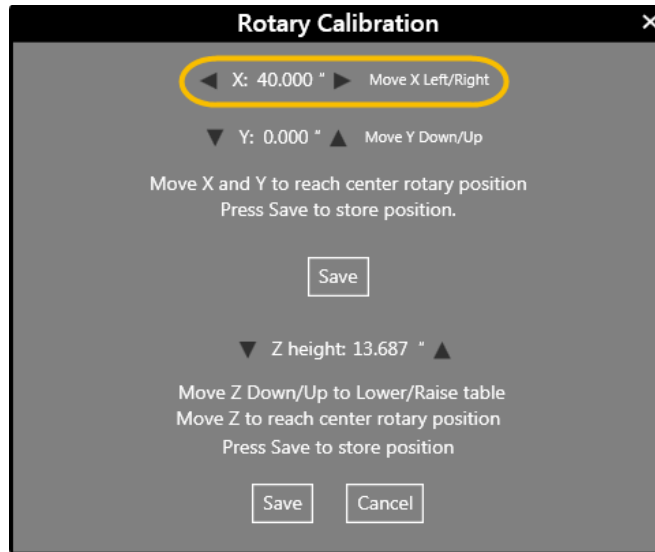 Rotary Calibration ×
◀ X: 40.000 " ▶ Move X Left/Right
▼ Y: 0.000 " ▲ Move Y Down/Up
Move X and Y to reach center rotary position
Press Save to store position.
Save
▼ Z height: 13.687 " ▲
Move Z Down/Up to Lower/Raise table
Move Z to reach center rotary position
Press Save to store position
Save Cancel